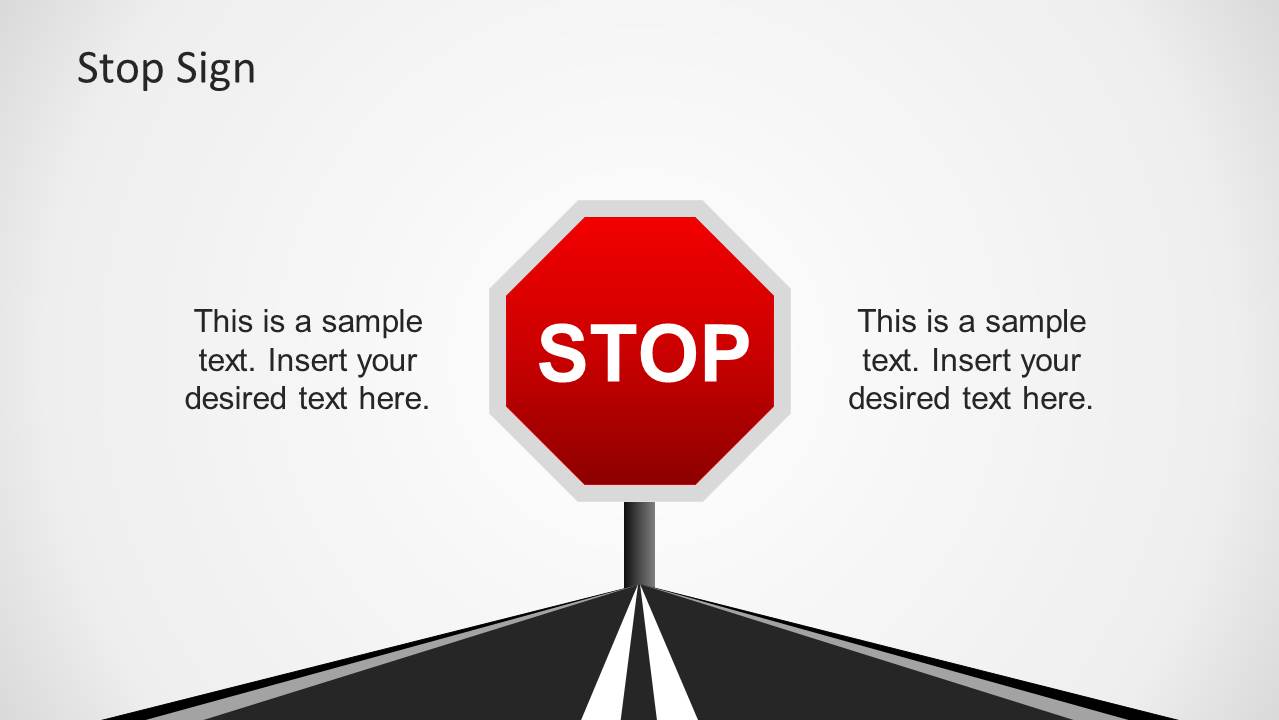 Stop Sign
This is a sample
text. Insert your
desired text here.
STOP
This is a sample
text. Insert your
desired text here.